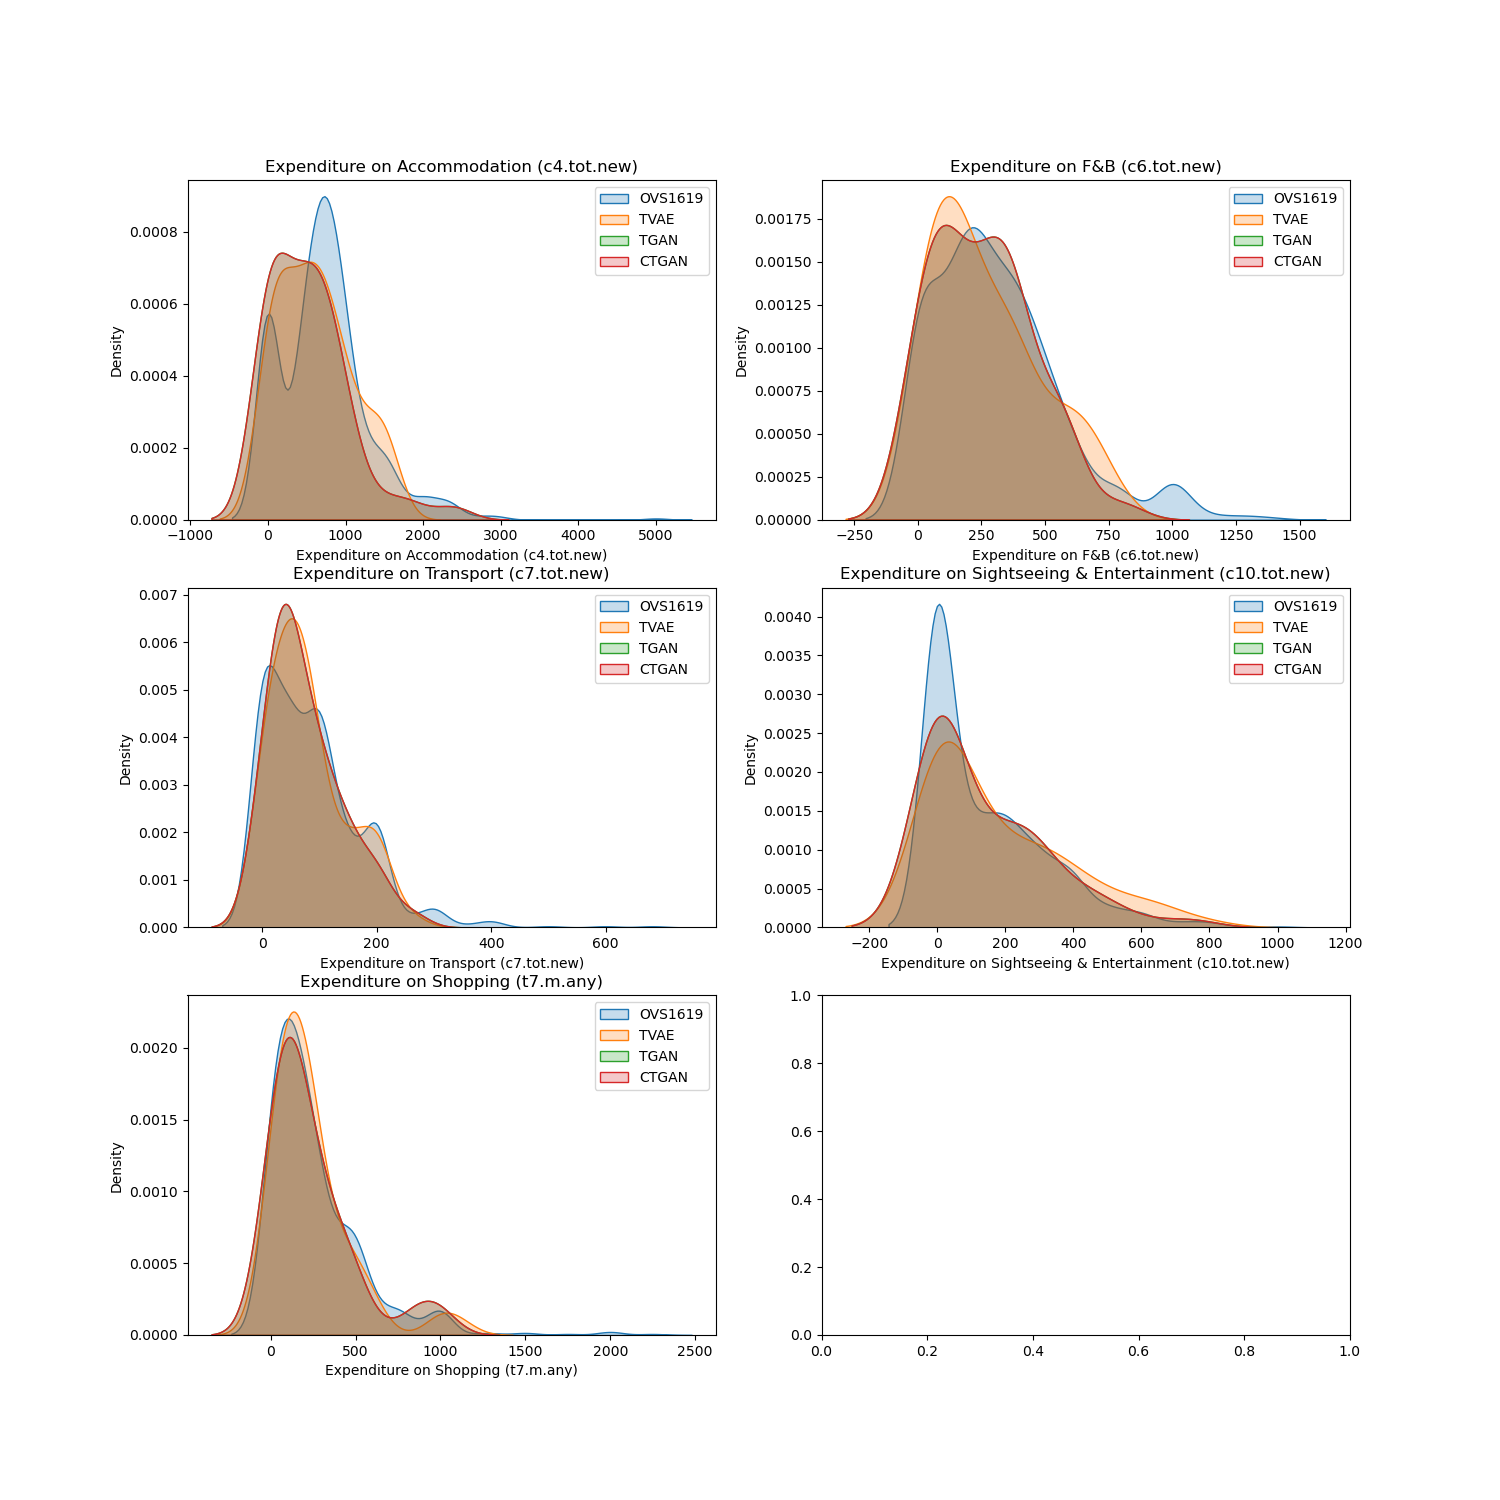 Expenditure on Accommodation (c4.tot.new)
OVS1619
TVAE
TGAN
CTGAN
0.0008
0.0006
0.0004
0.0002
0.0000
Density
−1000 0 1000 2000 3000 4000 5000
Expenditure on Accommodation (c4.tot.new)
Expenditure on F&B (c6.tot.new)
OVS1619
TVAE
TGAN
CTGAN
0.00175
0.00150
0.00125
0.00100
0.00075
0.00050
0.00025
0.00000
Density
−250 0 250 500 750 1000 1250 1500
Expenditure on F&B (c6.tot.new)
Expenditure on Transport (c7.tot.new)
OVS1619
TVAE
TGAN
CTGAN
0.007
0.006
0.005
0.004
0.003
0.002
0.001
0.000
Density
0 200 400 600
Expenditure on Transport (c7.tot.new)
Expenditure on Sightseeing & Entertainment (c10.tot.new)
OVS1619
TVAE
TGAN
CTGAN
0.0040
0.0035
0.0030
0.0025
0.0020
0.0015
0.0010
0.0005
0.0000
Density
−200 0 200 400 600 800 1000 1200
Expenditure on Sightseeing & Entertainment (c10.tot.new)
Expenditure on Shopping (t7.m.any)
OVS1619
TVAE
TGAN
CTGAN
0.0020
0.0015
0.0010
0.0005
0.0000
Density
0 500 1000 1500 2000 2500
Expenditure on Shopping (t7.m.any)
1.0
0.8
0.6
0.4
0.2
0.0
0.0 0.2 0.4 0.6 0.8 1.0